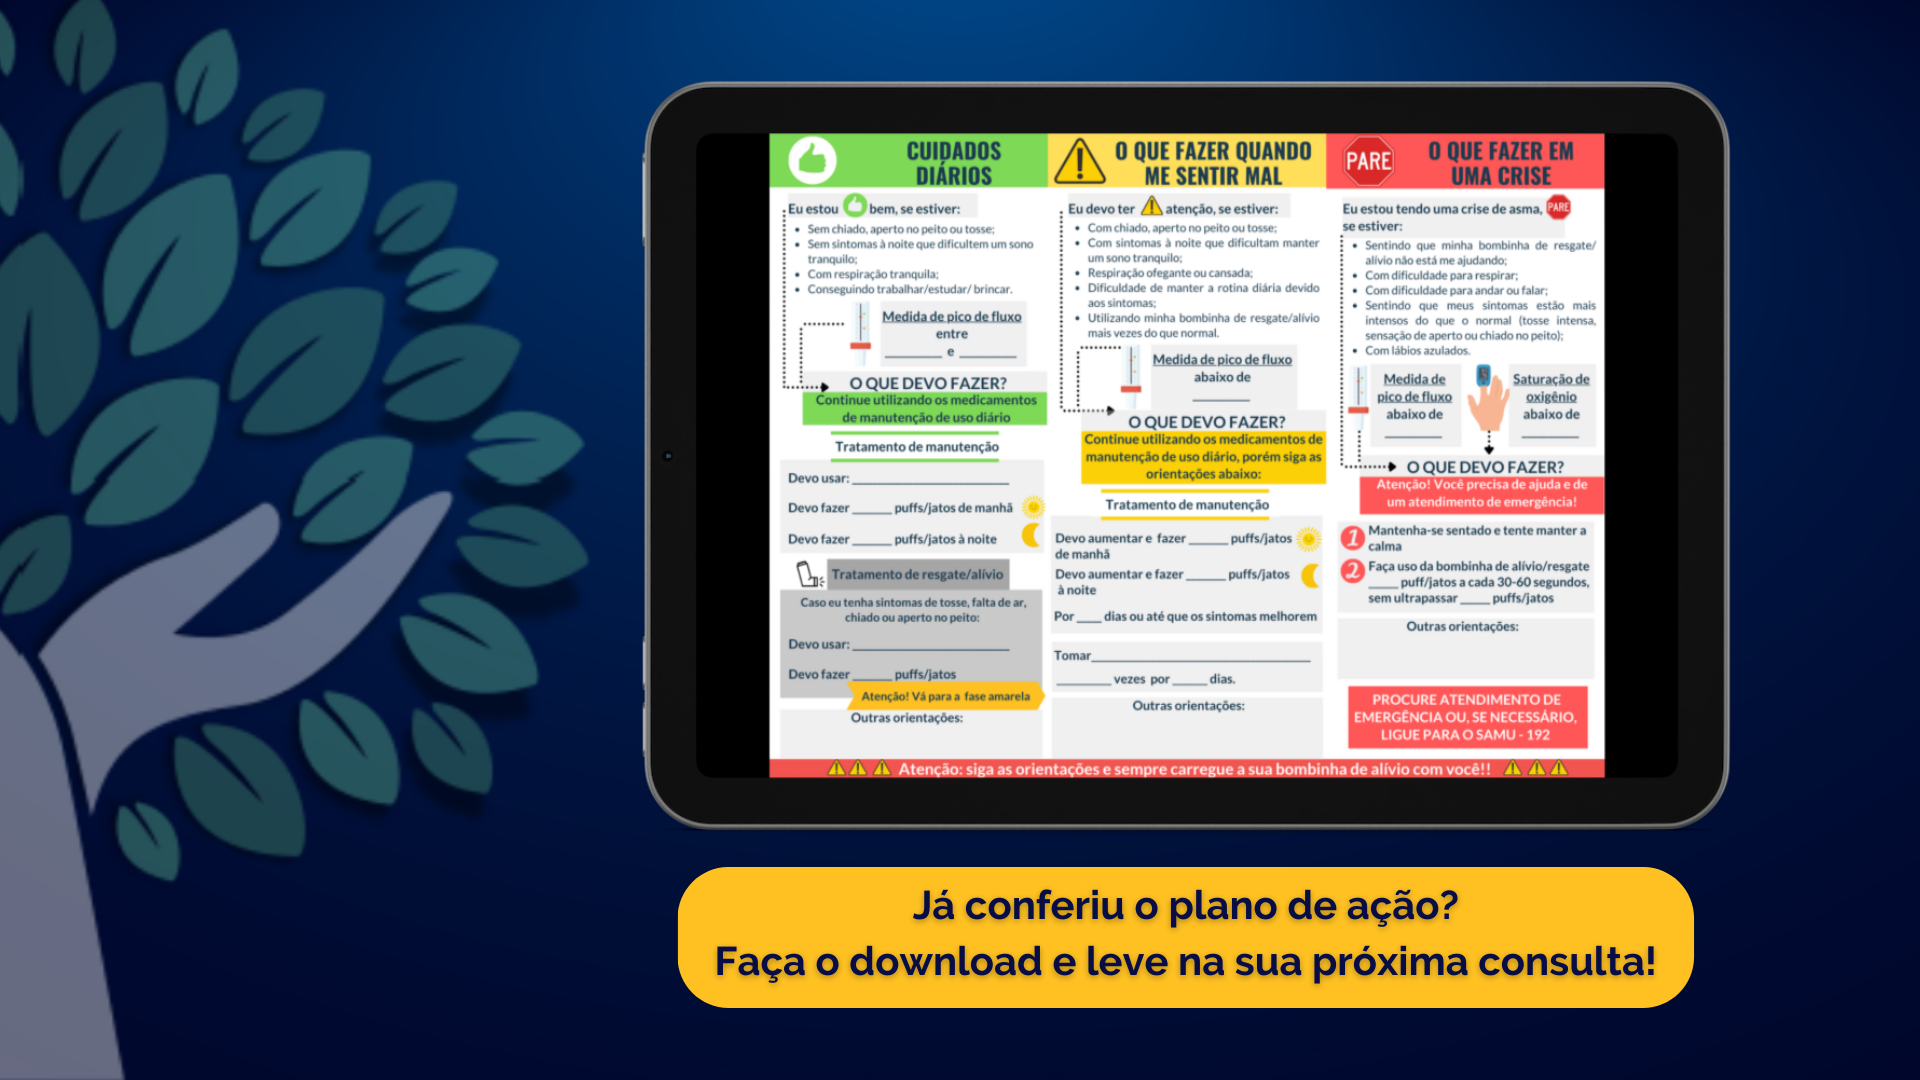 CUIDADOS
DIÁRIOS
Eu estou bem, se estiver:
Sem chiado, aperto no peito ou tosse;
Sem sintomas à noite que dificultem um sono
tranquilo;
Com respiração tranquila;
Conseguindo trabalhar/estudar/ brincar.
Medida de pico de fluxo
entre
_________ e _________
O QUE DEVO FAZER?
Continue utilizando os medicamentos
de manutenção de uso diário
Tratamento de manutenção
Devo usar: ________________________
Devo fazer ______ puffs/jatos de manhã
Devo fazer ______ puffs/jatos à noite
Tratamento de resgate/alívio
Caso eu tenha sintomas de tosse, falta de ar,
chiado ou aperto no peito:
Devo usar: ________________________
Devo fazer ______ puffs/jatos
Atenção! Vá para a fase amarela
Outras orientações:
O QUE FAZER QUANDO
ME SENTIR MAL
Eu devo ter atenção, se estiver:
Com chiado, aperto no peito ou tosse;
Com sintomas à noite que dificultam manter
um sono tranquilo;
Respiração ofegante ou cansada;
Dificuldade de manter a rotina diária devido
aos sintomas;
Utilizando minha bombinha de resgate/alívio
mais vezes do que normal.
Medida de pico de fluxo
abaixo de
_________
O QUE DEVO FAZER?
Continue utilizando os medicamentos de
manutenção de uso diário, porém siga as
orientações abaixo:
Tratamento de manutenção
Devo aumentar e fazer ______ puffs/jatos
de manhã
Devo aumentar e fazer ______ puffs/jatos
à noite
Por ____ dias ou até que os sintomas melhorem
Tomar__________________________________
_________ vezes por ______ dias.
Outras orientações:
PARE
O QUE FAZER EM
UMA CRISE
Eu estou tendo uma crise de asma, PARE
se estiver:
Sentindo que minha bombinha de resgate/
alívio não está me ajudando;
Com dificuldade para respirar;
Com dificuldade para andar ou falar;
Sentindo que meus sintomas estão mais
intensos do que o normal (tosse intensa,
sensação de aperto ou chiado no peito);
Com lábios azulados.
Medida de
pico de fluxo
abaixo de
_________
Saturação de
oxigênio
abaixo de
_________
O QUE DEVO FAZER?
Atenção! Você precisa de ajuda e de
um atendimento de emergência!
1 Mantenha-se sentado e tente manter a
calma
2 Faça uso da bombinha de alívio/resgate
_____ puff/jatos a cada 30-60 segundos,
sem ultrapassar _____ puffs/jatos
Outras orientações:
PROCURE ATENDIMENTO DE
EMERGÊNCIA OU, SE NECESSÁRIO,
LIGUE PARA O SAMU - 192
Atenção: siga as orientações e sempre carregue a sua bombinha de alívio com você!!
Já conferiu o plano de ação?
Faça o download e leve na sua próxima consulta!